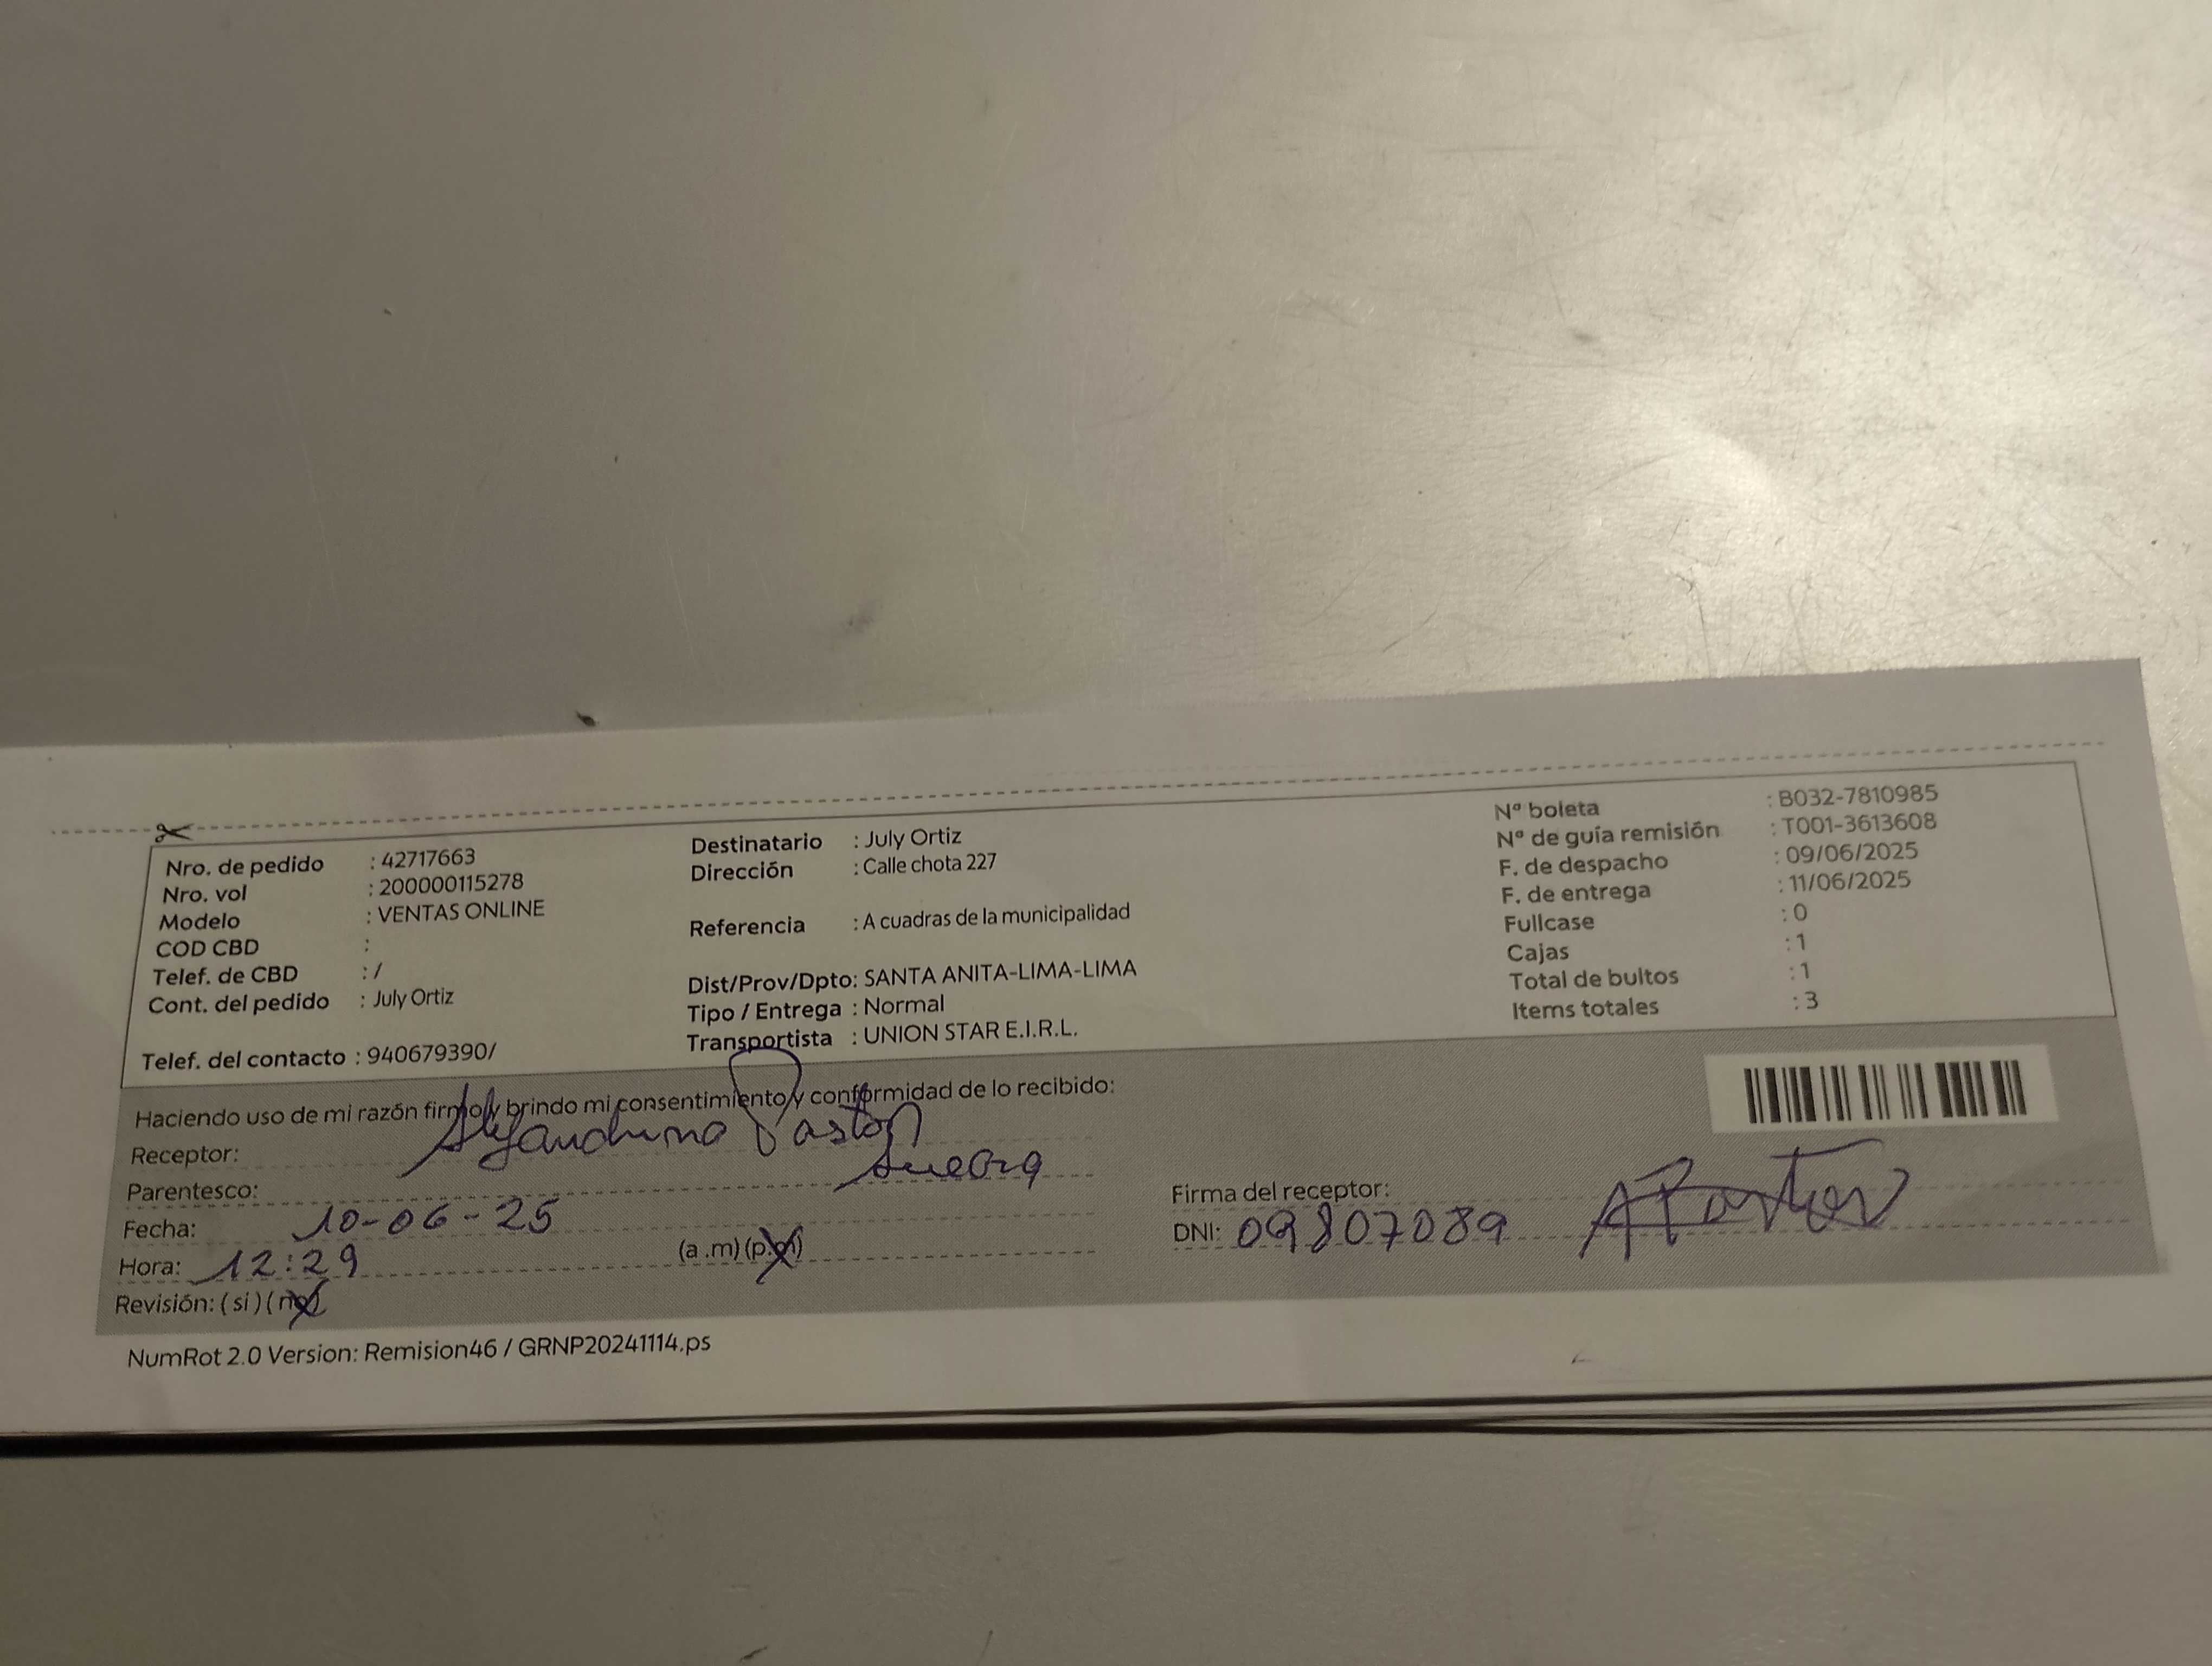 Nro. de pedido : 42717663
Nro. vol : 200000115278
Modelo : VENTAS ONLINE
COD CBD :
Telef. de CBD : /
Cont. del pedido : July Ortiz
Telef. del contacto : 940679390/
Destinatario : July Ortiz
Dirección : Calle chota 227
Referencia : A cuadras de la municipalidad
Dist/Prov/Dpto: SANTA ANITA-LIMA-LIMA
Tipo / Entrega : Normal
Transportista : UNION STAR E.I.R.L.
Nº boleta : B032-7810985
Nº de guía remisión : T001-3613608
F. de despacho : 09/06/2025
F. de entrega : 11/06/2025
Fullcase : 0
Cajas : 1
Total de bultos : 1
Items totales : 3
Haciendo uso de mi razón firmo y brindo mi consentimiento y conformidad de lo recibido:
Receptor: Alejandrina Pastor
Parentesco: suegra
Fecha: 10-06-25
Hora: 12:29 (a.m) (p.m)
Revisión: ( si ) ( no )
Firma del receptor: APastor
DNI: 09807089
NumRot 2.0 Version: Remision46 / GRNP20241114.ps